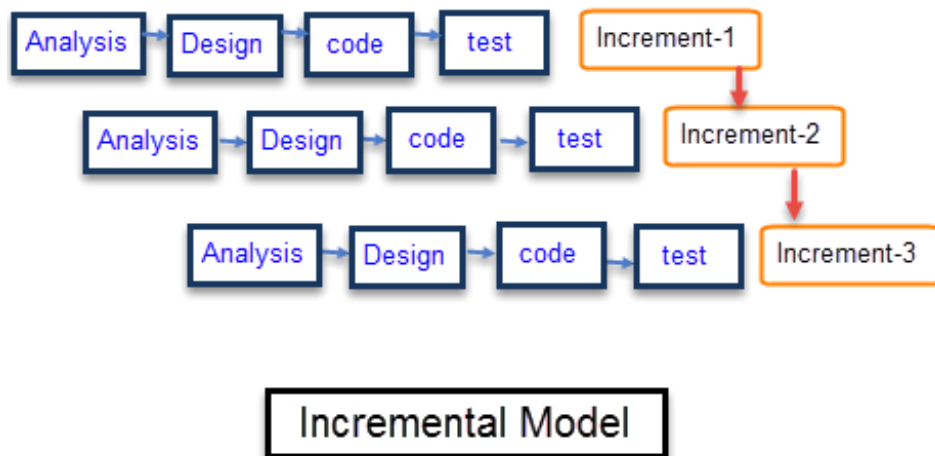 Analysis Design code test Increment-1
Analysis Design code test Increment-2
Analysis Design code test Increment-3
Incremental Model